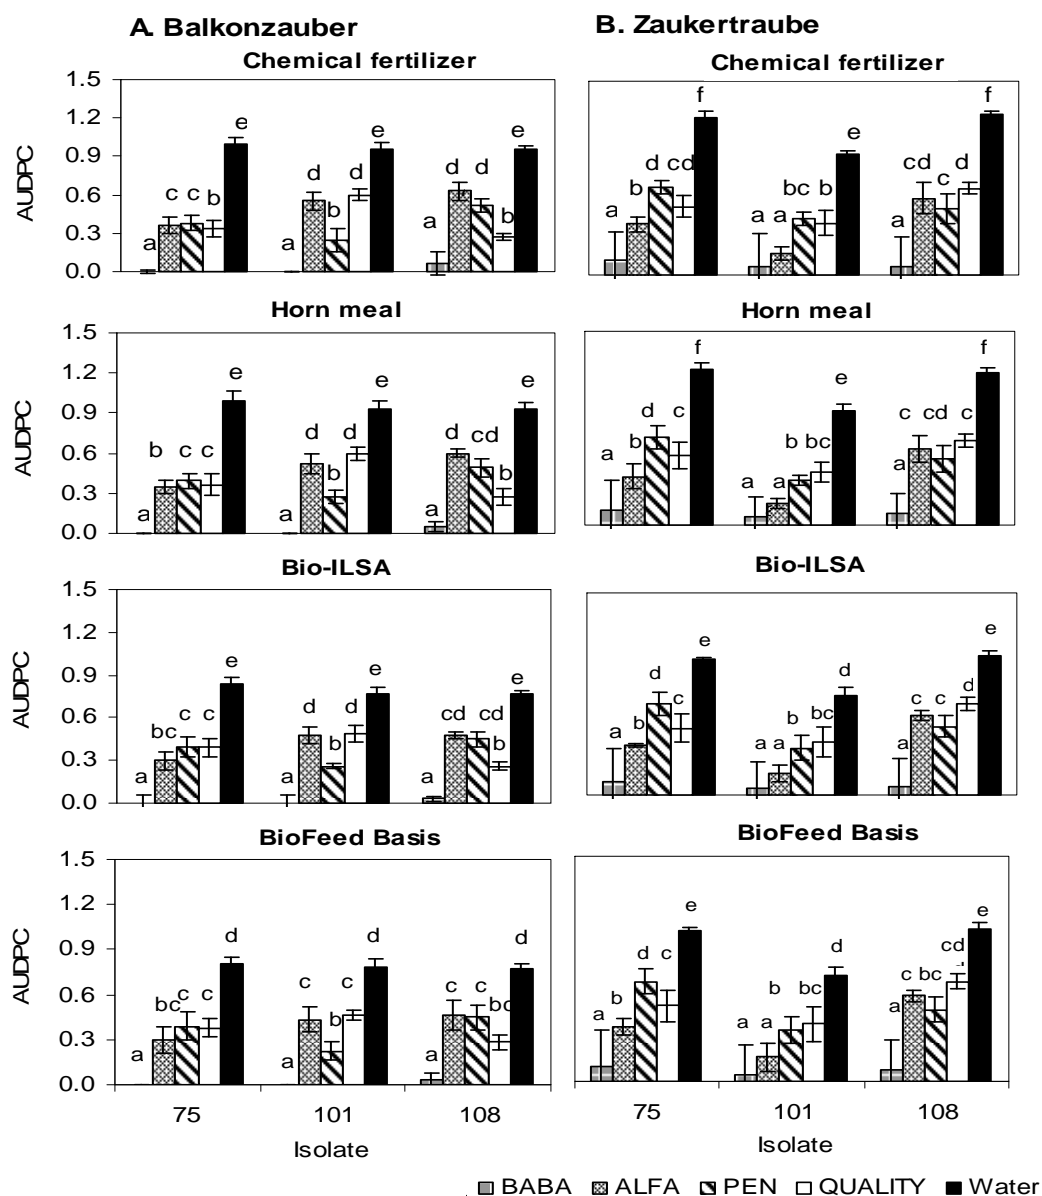 A. Balkonzauber
B. Zaukertraube
Chemical fertilizer
Chemical fertilizer
AUDPC
1.5
1.2
0.9
0.6
0.3
0.0
a c c b e
a d b d e
a d d b e
a b d cd f
a a bc b e
a cd c d f
Horn meal
Horn meal
AUDPC
1.5
1.2
0.9
0.6
0.3
0.0
a b c c e
a d b d e
a d cd b e
a b d c f
a a b bc e
a c cd c f
Bio-ILSA
Bio-ILSA
AUDPC
1.5
1.2
0.9
0.6
0.3
0.0
a bc c c e
a d b d e
a cd cd b e
a b d c e
a a b bc d
a c c d e
BioFeed Basis
BioFeed Basis
AUDPC
1.5
1.2
0.9
0.6
0.3
0.0
a bc c c d
a c b c d
a c c bc d
a b d c e
a a b bc d
a c bc cd e
75 101 108
75 101 108
Isolate
Isolate
BABA ALFA PEN QUALITY Water